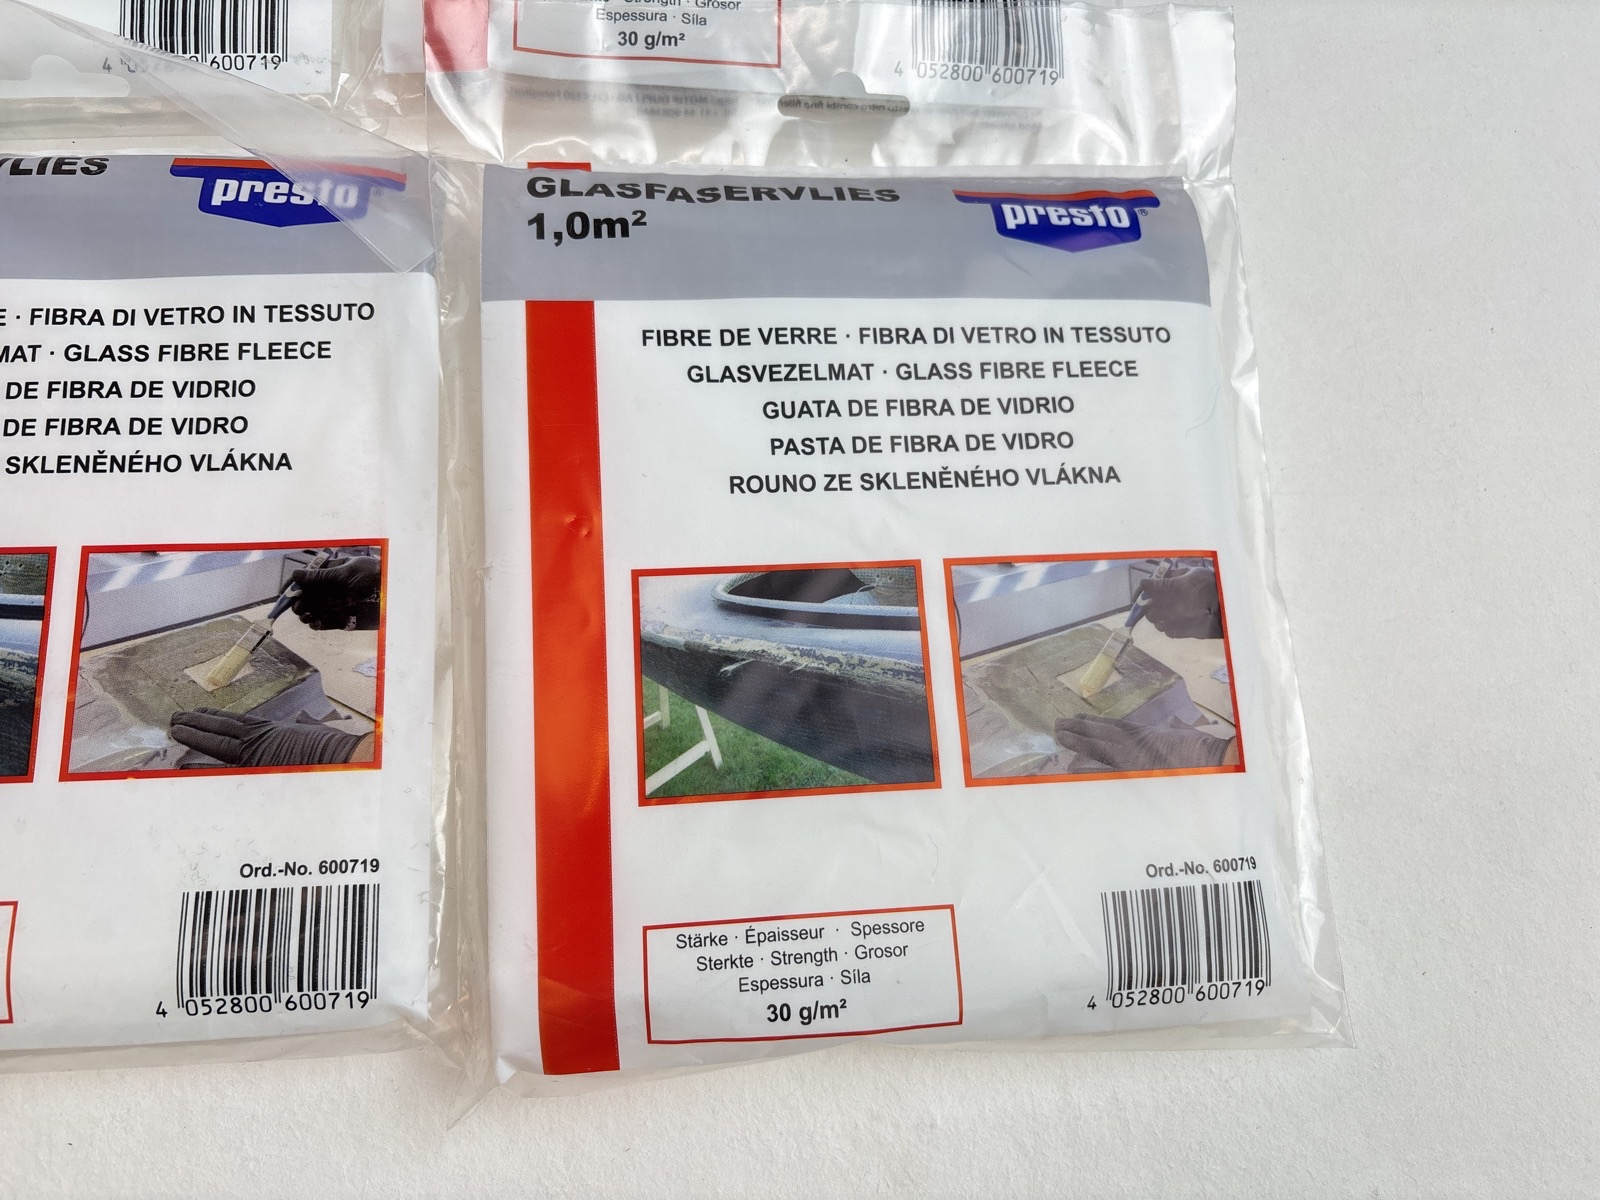 Strength · Grosor
Espessura · Síla
30 g/m²
4 052800 600719
4 052800 600719
VLIES
presto
FIBRA DI VETRO IN TESSUTO
MAT · GLASS FIBRE FLEECE
DE FIBRA DE VIDRIO
DE FIBRA DE VIDRO
SKLENĚNÉHO VLÁKNA
Ord.-No. 600719
4 052800 600719
GLASFASERVLIES
1,0m²
presto®
FIBRE DE VERRE · FIBRA DI VETRO IN TESSUTO
GLASVEZELMAT · GLASS FIBRE FLEECE
GUATA DE FIBRA DE VIDRIO
PASTA DE FIBRA DE VIDRO
ROUNO ZE SKLENĚNÉHO VLÁKNA
Stärke · Épaisseur · Spessore
Sterkte · Strength · Grosor
Espessura · Síla
30 g/m²
Ord.-No. 600719
4 052800 600719